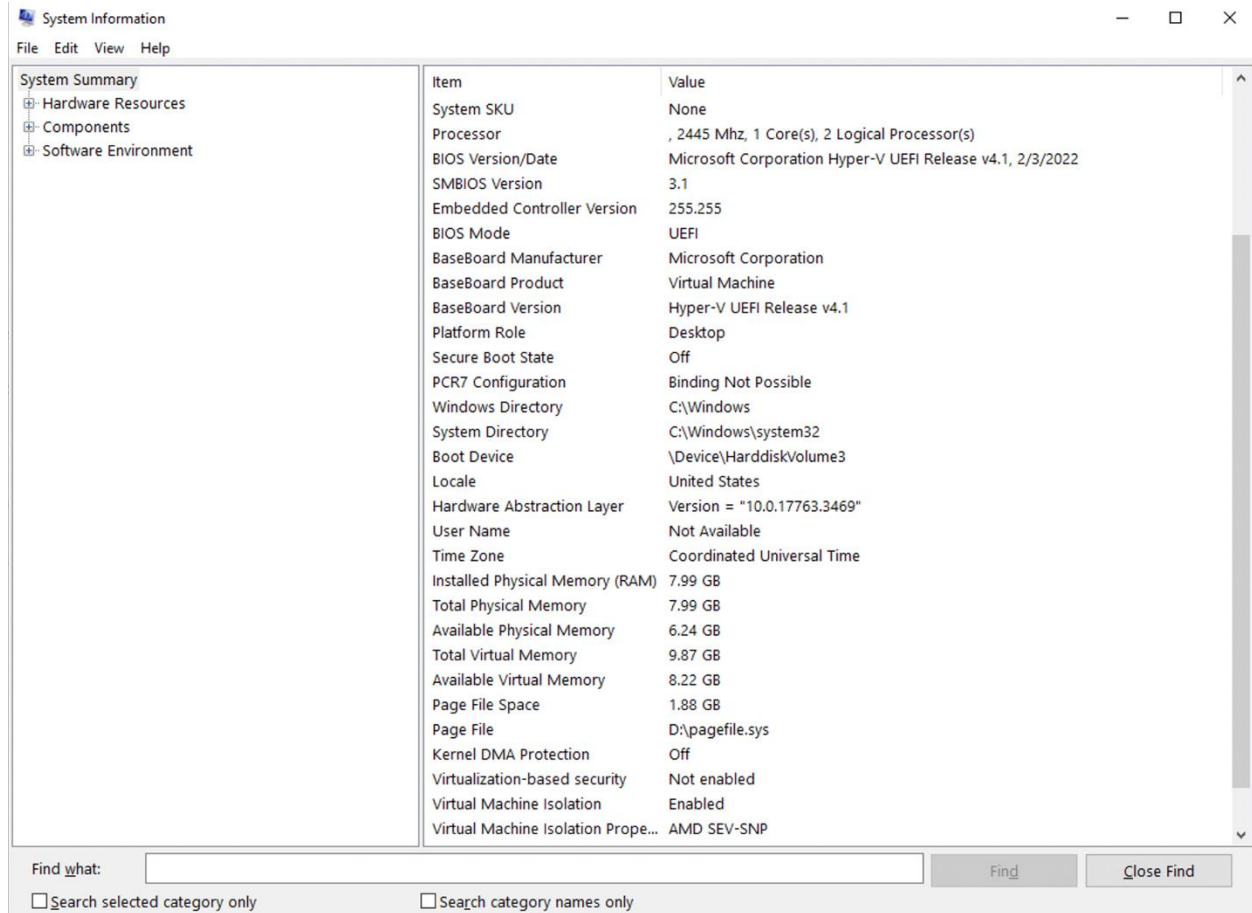 System Information
File Edit View Help
System Summary
Hardware Resources
Components
Software Environment
Item Value
System SKU None
Processor , 2445 Mhz, 1 Core(s), 2 Logical Processor(s)
BIOS Version/Date Microsoft Corporation Hyper-V UEFI Release v4.1, 2/3/2022
SMBIOS Version 3.1
Embedded Controller Version 255.255
BIOS Mode UEFI
BaseBoard Manufacturer Microsoft Corporation
BaseBoard Product Virtual Machine
BaseBoard Version Hyper-V UEFI Release v4.1
Platform Role Desktop
Secure Boot State Off
PCR7 Configuration Binding Not Possible
Windows Directory C:\Windows
System Directory C:\Windows\system32
Boot Device \Device\HarddiskVolume3
Locale United States
Hardware Abstraction Layer Version = "10.0.17763.3469"
User Name Not Available
Time Zone Coordinated Universal Time
Installed Physical Memory (RAM) 7.99 GB
Total Physical Memory 7.99 GB
Available Physical Memory 6.24 GB
Total Virtual Memory 9.87 GB
Available Virtual Memory 8.22 GB
Page File Space 1.88 GB
Page File D:\pagefile.sys
Kernel DMA Protection Off
Virtualization-based security Not enabled
Virtual Machine Isolation Enabled
Virtual Machine Isolation Prope... AMD SEV-SNP
Find what: Find Close Find
Search selected category only Search category names only